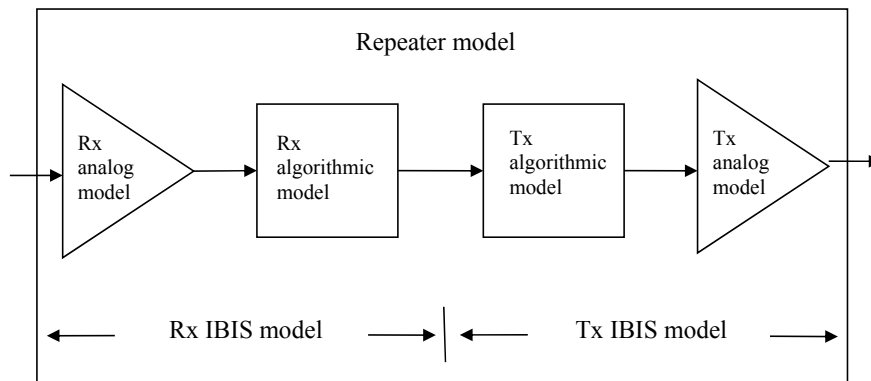 Repeater model
Rx
analog
model
Rx
algorithmic
model
Tx
algorithmic
model
Tx
analog
model
Rx IBIS model
Tx IBIS model